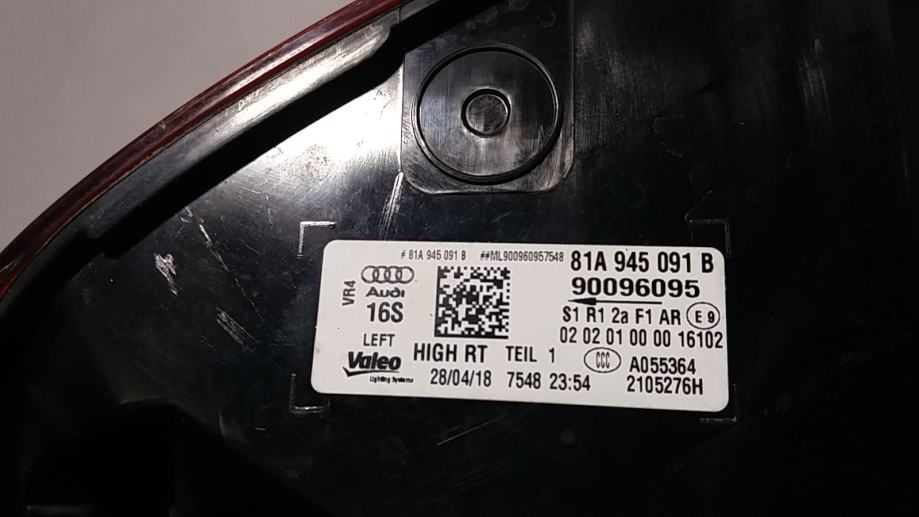 # 81A 945 091 B ##ML900960957548 81A 945 091 B
90096095
VR4
Audi
16S
S1 R1 2a F1 AR E 9
02 02 01 00 00 16102
LEFT
HIGH RT TEIL 1 CCC A055364
Valeo
Lighting Systems
28/04/18 7548 23:54 2105276H